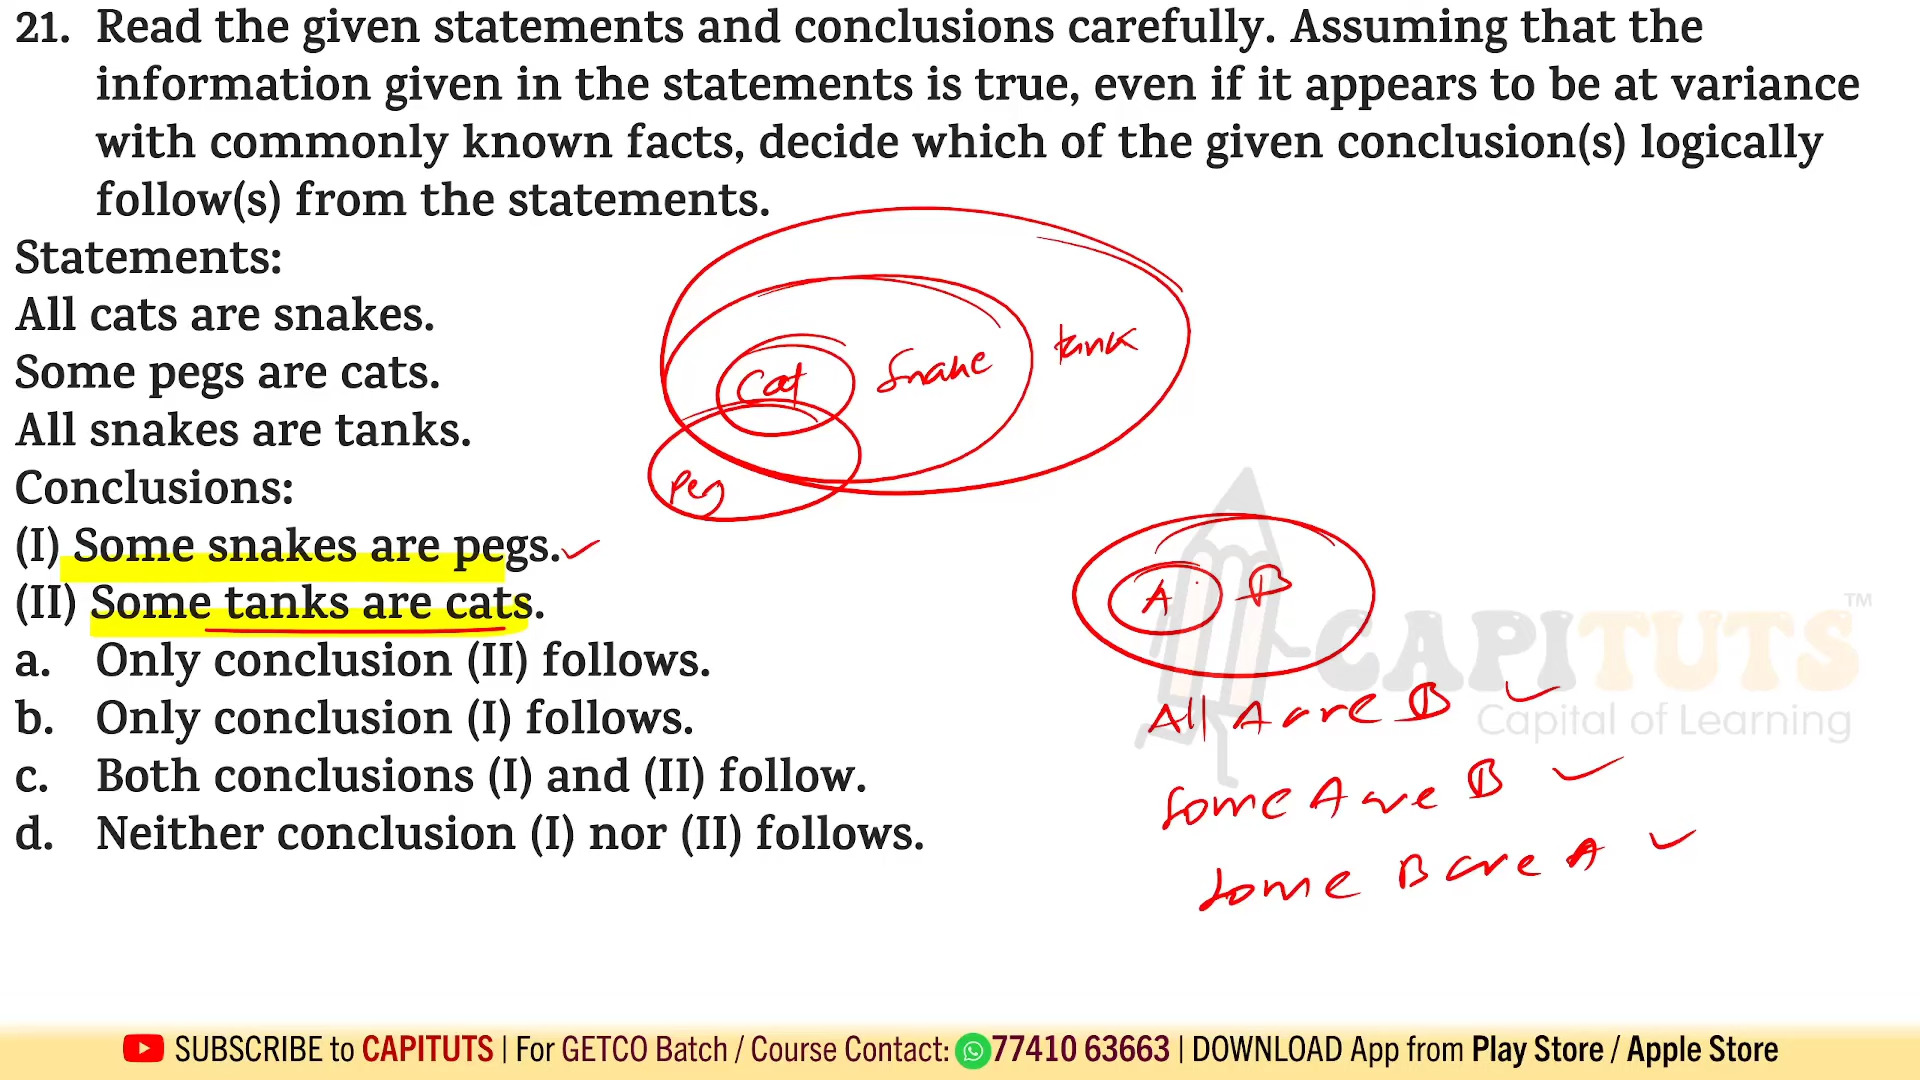 21. Read the given statements and conclusions carefully. Assuming that the
information given in the statements is true, even if it appears to be at variance
with commonly known facts, decide which of the given conclusion(s) logically
follow(s) from the statements.
Statements:
All cats are snakes.
Some pegs are cats.
All snakes are tanks.
Conclusions:
(I) Some snakes are pegs.
(II) Some tanks are cats.
a. Only conclusion (II) follows.
b. Only conclusion (I) follows.
c. Both conclusions (I) and (II) follow.
d. Neither conclusion (I) nor (II) follows.
Cat Snake tank
Peg
A B
All A are B
Some A are B
Some B are A
CAPITUTS™
Capital of Learning
SUBSCRIBE to CAPITUTS | For GETCO Batch / Course Contact: 77410 63663 | DOWNLOAD App from Play Store / Apple Store